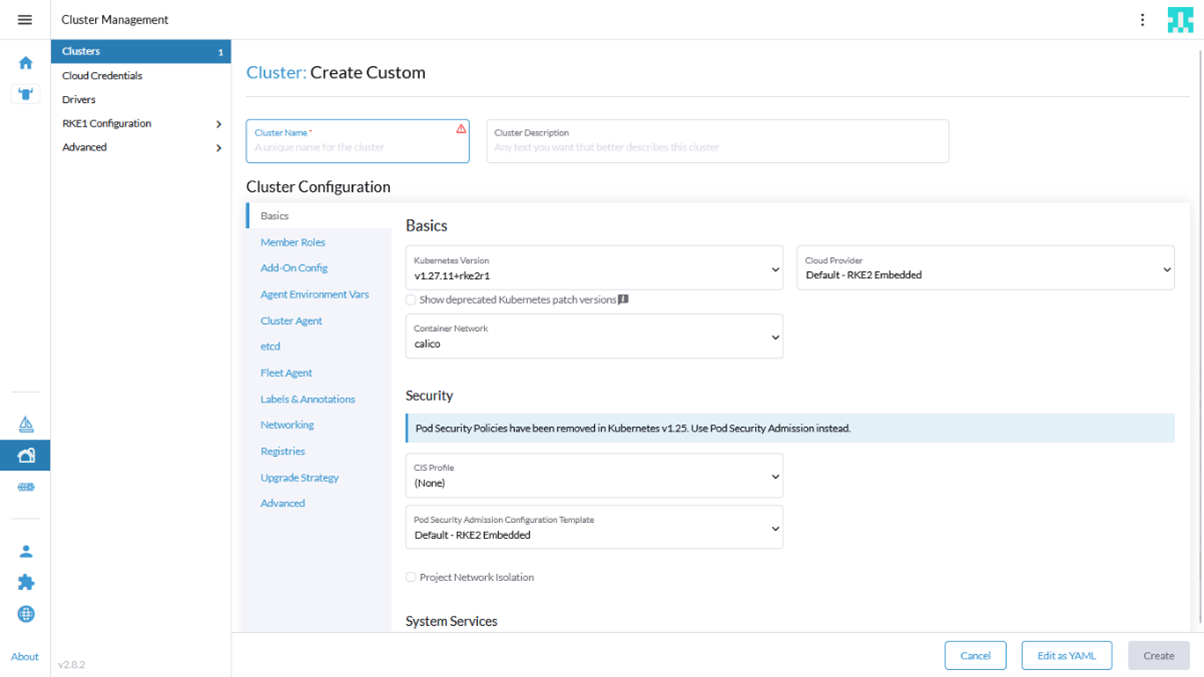 Cluster Management
Clusters 1
Cloud Credentials
Drivers
RKE1 Configuration
Advanced
About
v2.8.2
Cluster: Create Custom
Cluster Name *
A unique name for the cluster
Cluster Description
Any text you want that better describes this cluster
Cluster Configuration
Basics
Member Roles
Add-On Config
Agent Environment Vars
Cluster Agent
etcd
Fleet Agent
Labels & Annotations
Networking
Registries
Upgrade Strategy
Advanced
Basics
Kubernetes Version
v1.27.11+rke2r1
Cloud Provider
Default - RKE2 Embedded
Show deprecated Kubernetes patch versions
Container Network
calico
Security
Pod Security Policies have been removed in Kubernetes v1.25. Use Pod Security Admission instead.
CIS Profile
(None)
Pod Security Admission Configuration Template
Default - RKE2 Embedded
Project Network Isolation
System Services
Cancel
Edit as YAML
Create